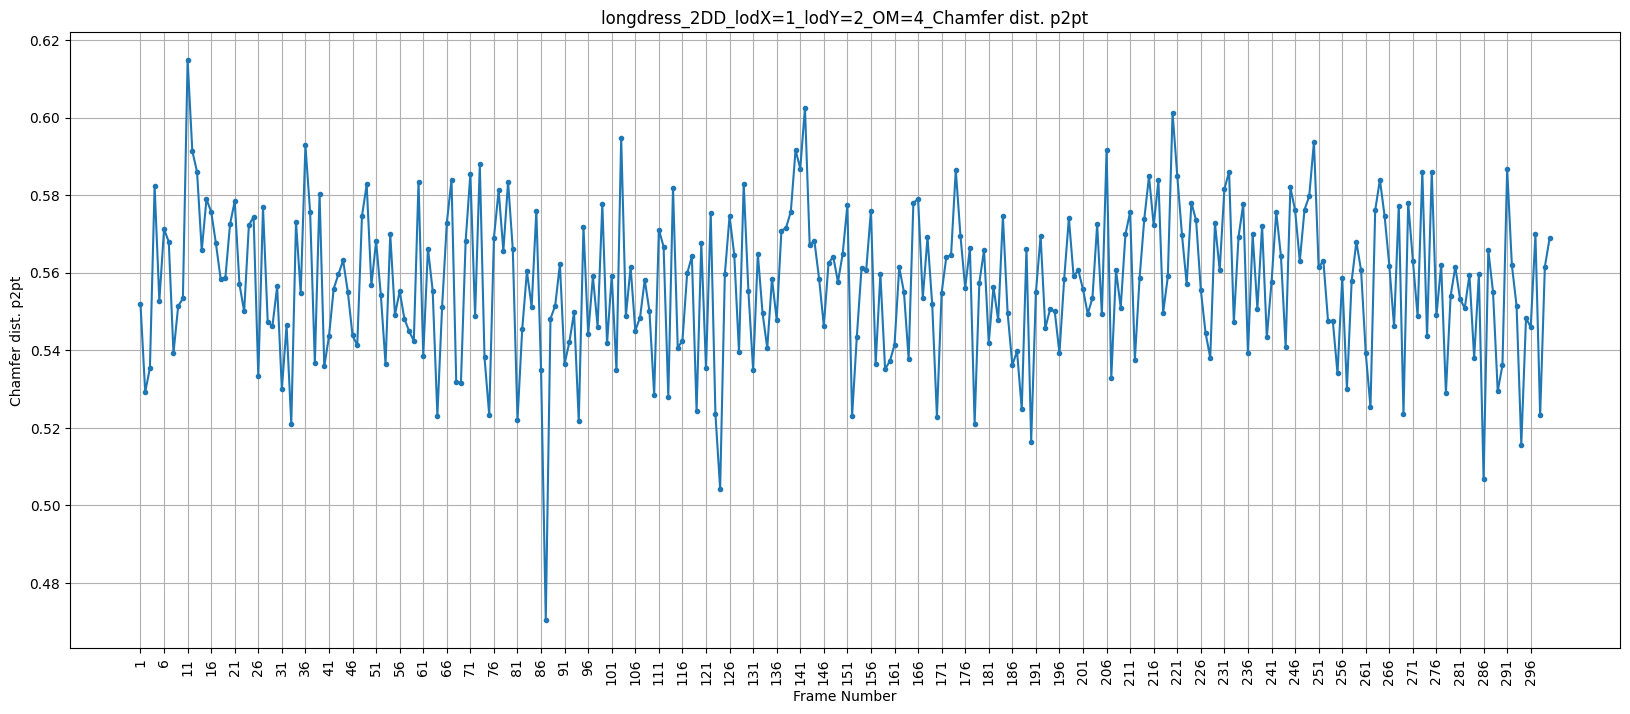 longdress_2DD_lodX=1_lodY=2_OM=4_Chamfer dist. p2pt
Chamfer dist. p2pt
0.62
0.60
0.58
0.56
0.54
0.52
0.50
0.48
1 6 11 16 21 26 31 36 41 46 51 56 61 66 71 76 81 86 91 96 101 106 111 116 121 126 131 136 141 146 151 156 161 166 171 176 181 186 191 196 201 206 211 216 221 226 231 236 241 246 251 256 261 266 271 276 281 286 291 296
Frame Number